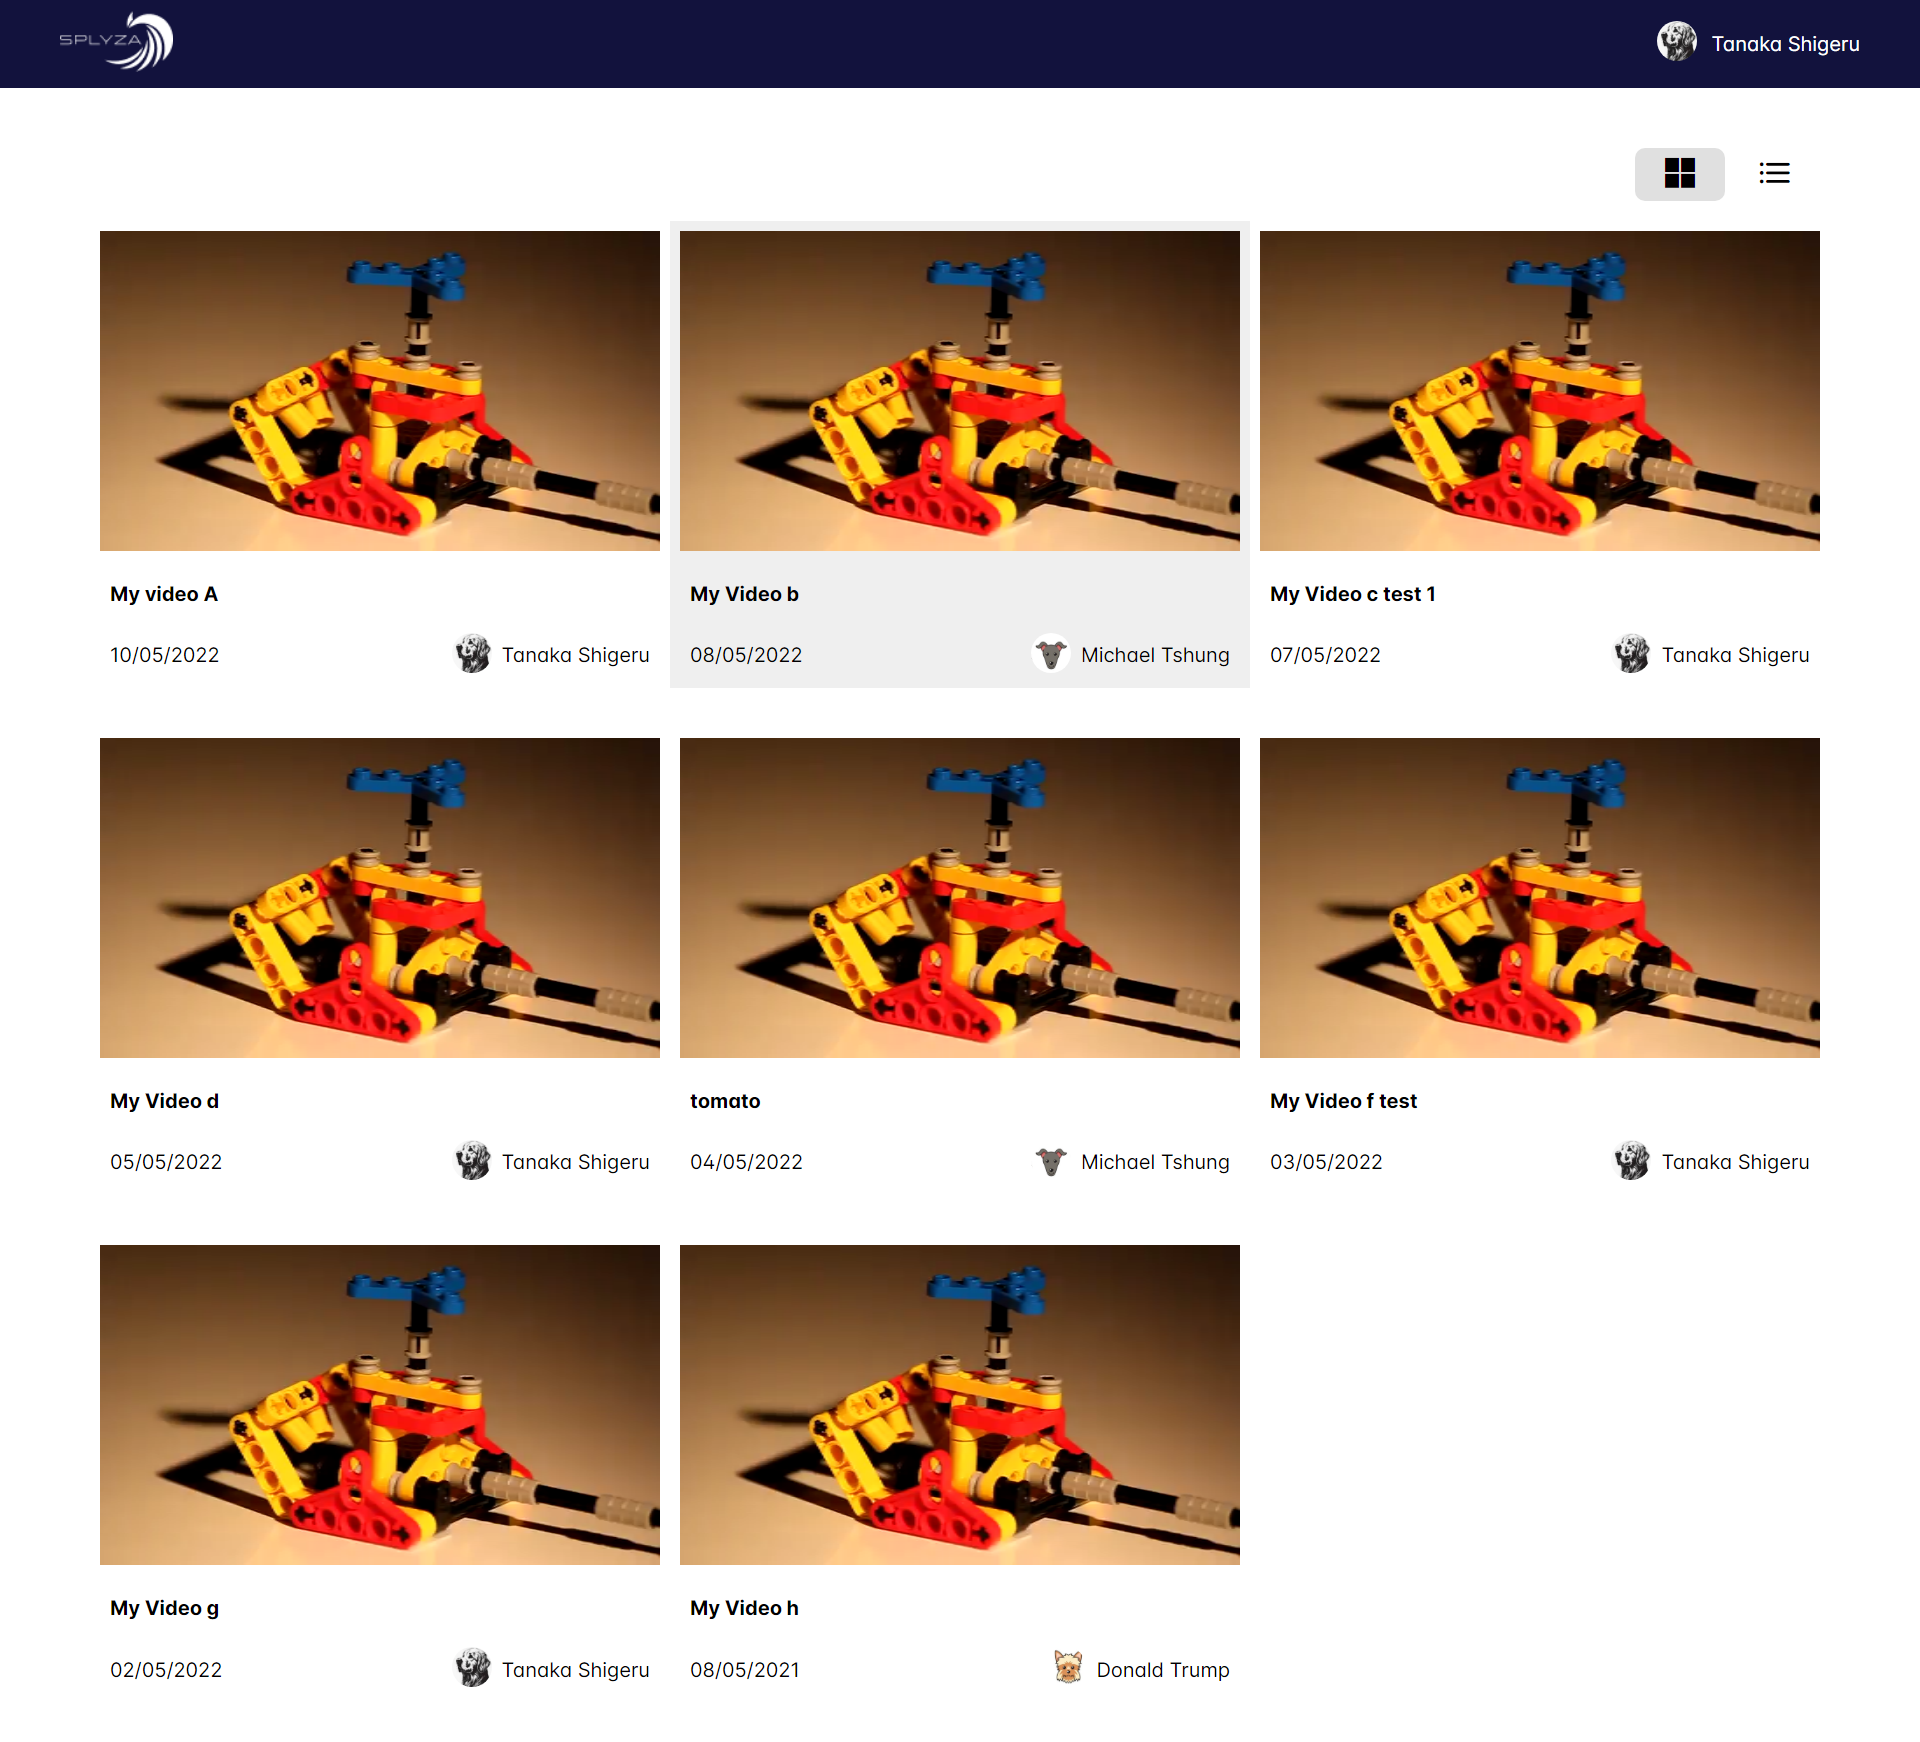 SPLYZA
Tanaka Shigeru
My video A
10/05/2022 Tanaka Shigeru
My Video b
08/05/2022 Michael Tshung
My Video c test 1
07/05/2022 Tanaka Shigeru
My Video d
05/05/2022 Tanaka Shigeru
tomato
04/05/2022 Michael Tshung
My Video f test
03/05/2022 Tanaka Shigeru
My Video g
02/05/2022 Tanaka Shigeru
My Video h
08/05/2021 Donald Trump